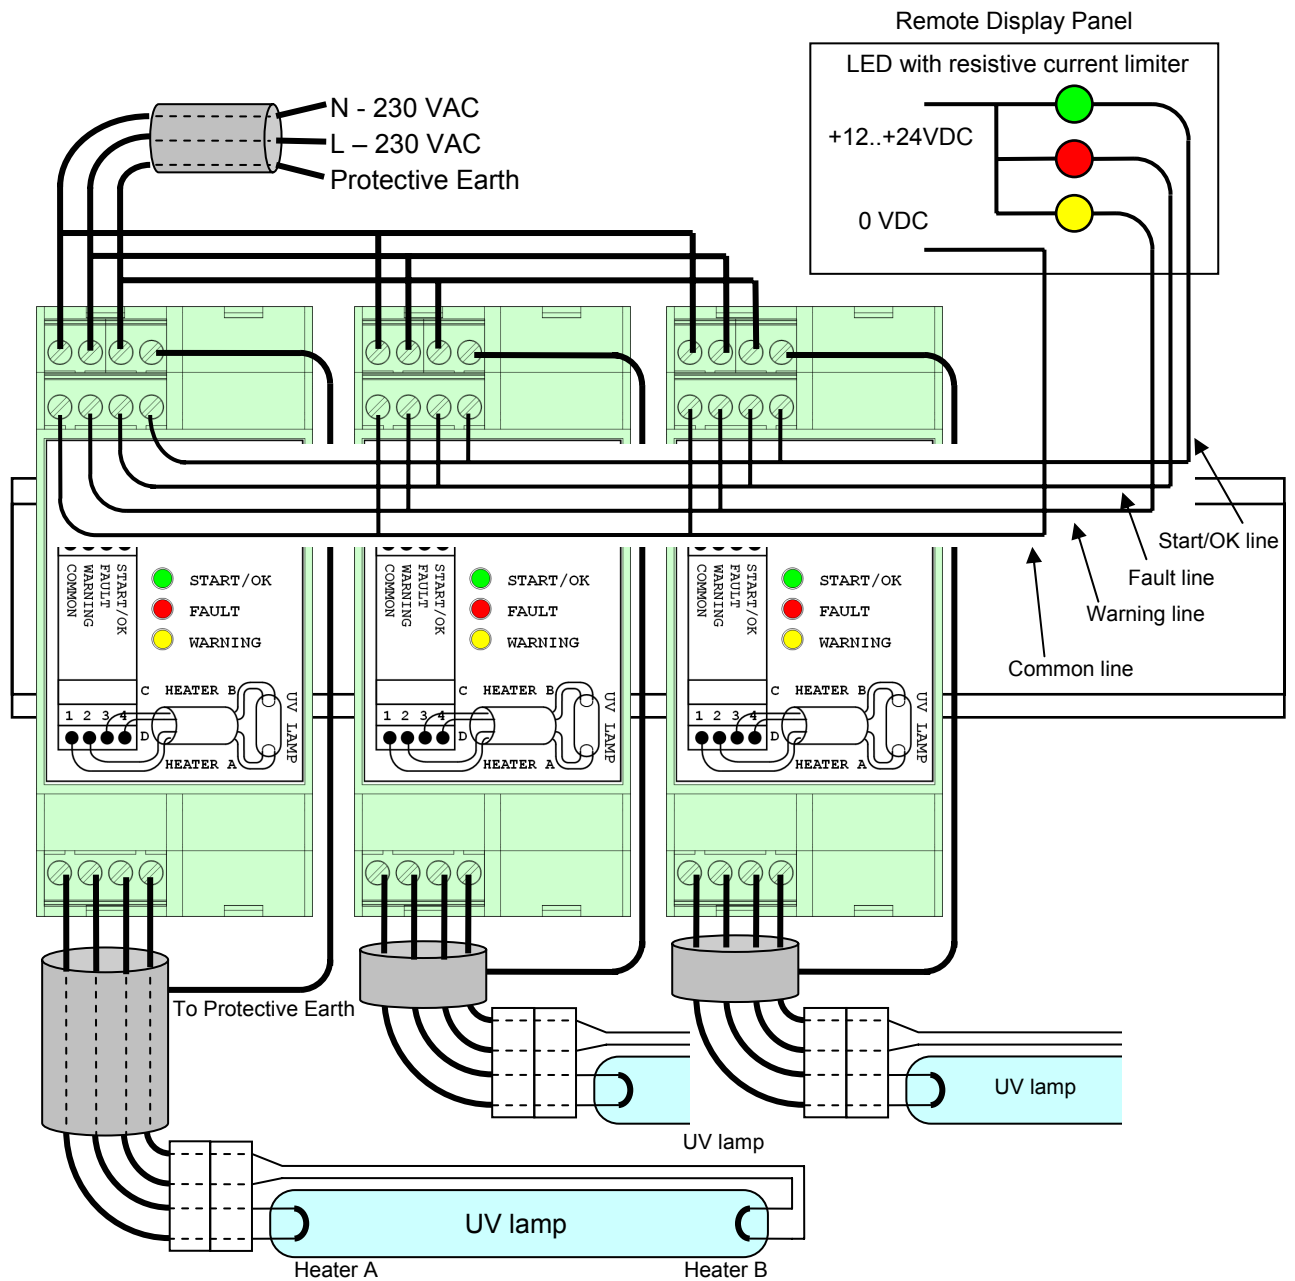 Remote Display Panel
LED with resistive current limiter
+12..+24VDC
0 VDC
N - 230 VAC
L – 230 VAC
Protective Earth
Start/OK line
Fault line
Warning line
Common line
COMMON
WARNING
FAULT
START/OK
START/OK
FAULT
WARNING
C HEATER B
1 2 3 4
D
HEATER A
UV LAMP
COMMON
WARNING
FAULT
START/OK
START/OK
FAULT
WARNING
C HEATER B
1 2 3 4
D
HEATER A
UV LAMP
COMMON
WARNING
FAULT
START/OK
START/OK
FAULT
WARNING
C HEATER B
1 2 3 4
D
HEATER A
UV LAMP
To Protective Earth
UV lamp
UV lamp
UV lamp
Heater A
Heater B